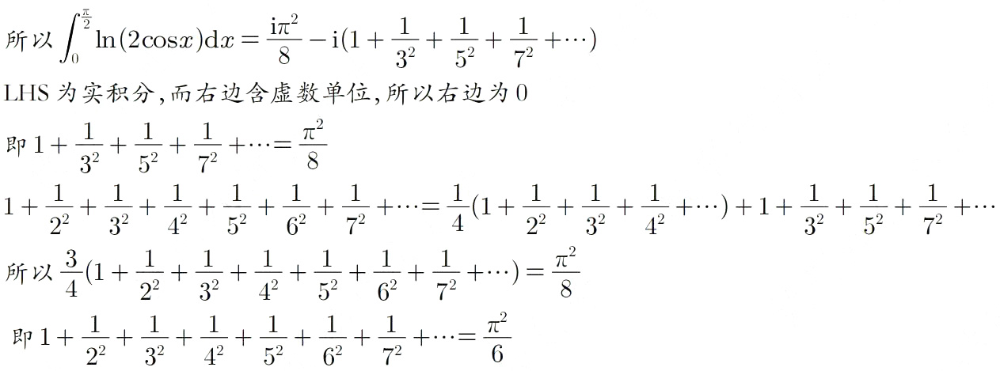 所以 $\int_0^{\frac{\pi}{2}} \ln(2\cos x)\mathrm{d}x = \frac{\mathrm{i}\pi^2}{8} - \mathrm{i}(1 + \frac{1}{3^2} + \frac{1}{5^2} + \frac{1}{7^2} + \cdots)$
LHS 为实积分,而右边含虚数单位,所以右边为 0
即 $1 + \frac{1}{3^2} + \frac{1}{5^2} + \frac{1}{7^2} + \cdots = \frac{\pi^2}{8}$
$1 + \frac{1}{2^2} + \frac{1}{3^2} + \frac{1}{4^2} + \frac{1}{5^2} + \frac{1}{6^2} + \frac{1}{7^2} + \cdots = \frac{1}{4}(1 + \frac{1}{2^2} + \frac{1}{3^2} + \frac{1}{4^2} + \cdots) + 1 + \frac{1}{3^2} + \frac{1}{5^2} + \frac{1}{7^2} + \cdots$
所以 $\frac{3}{4}(1 + \frac{1}{2^2} + \frac{1}{3^2} + \frac{1}{4^2} + \frac{1}{5^2} + \frac{1}{6^2} + \frac{1}{7^2} + \cdots) = \frac{\pi^2}{8}$
即 $1 + \frac{1}{2^2} + \frac{1}{3^2} + \frac{1}{4^2} + \frac{1}{5^2} + \frac{1}{6^2} + \frac{1}{7^2} + \cdots = \frac{\pi^2}{6}$